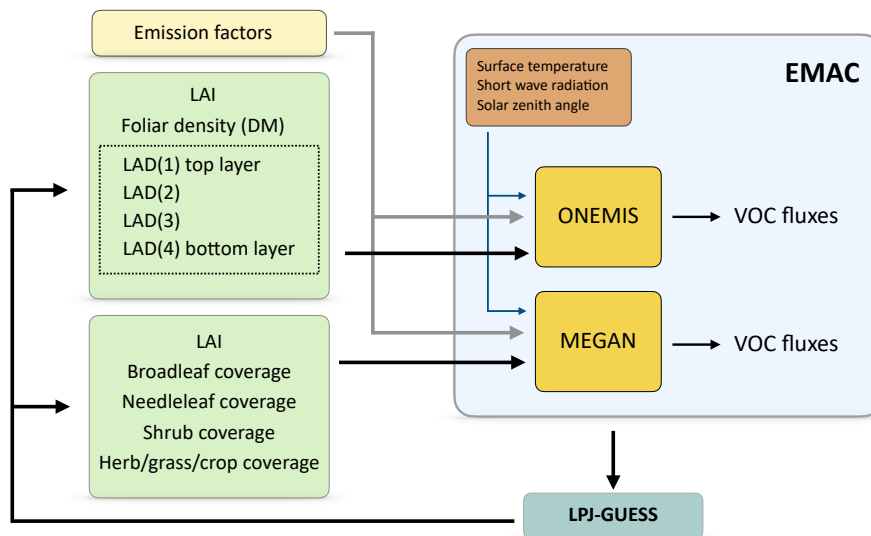 Emission factors
LAI
Foliar density (DM)
LAD(1) top layer
LAD(2)
LAD(3)
LAD(4) bottom layer
LAI
Broadleaf coverage
Needleleaf coverage
Shrub coverage
Herb/grass/crop coverage
Surface temperature
Short wave radiation
Solar zenith angle
EMAC
ONEMIS
VOC fluxes
MEGAN
VOC fluxes
LPJ-GUESS